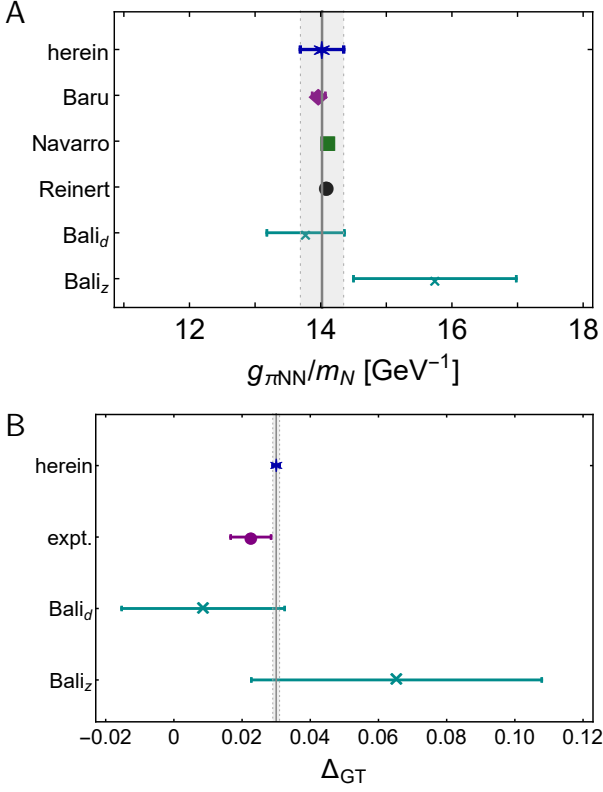 A
herein
Baru
Navarro
Reinert
Bali_d
Bali_z
12 14 16 18
g_πNN/m_N [GeV⁻¹]
B
herein
expt.
Bali_d
Bali_z
−0.02 0 0.02 0.04 0.06 0.08 0.10 0.12
Δ_GT